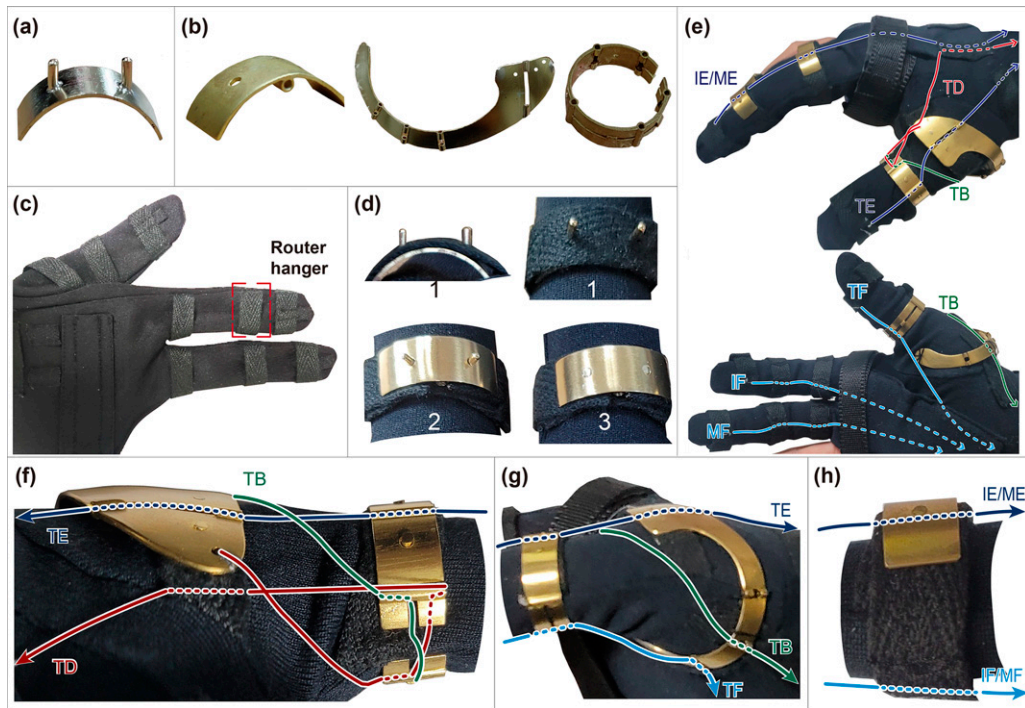 (a)
(b)
(c)
Router
hanger
(d)
1
1
2
3
(e)
IE/ME
TD
TB
TE
TF
TB
IF
MF
(f)
TB
TE
TD
(g)
TE
TB
TF
(h)
IE/ME
IF/MF